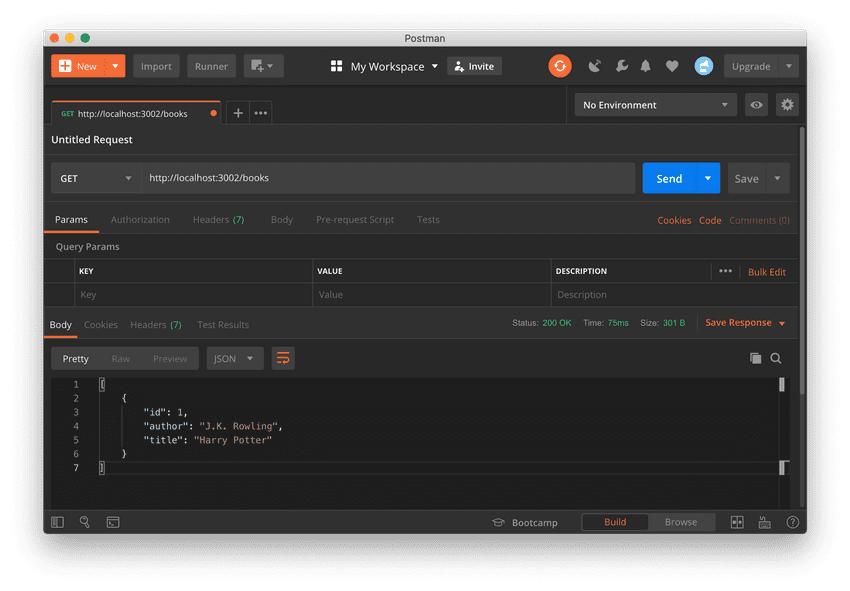 Postman
New Import Runner My Workspace Invite Upgrade
GET http://localhost:3002/books No Environment
Untitled Request
GET http://localhost:3002/books Send Save
Params Authorization Headers (7) Body Pre-request Script Tests Cookies Code Comments (0)
Query Params
KEY VALUE DESCRIPTION Bulk Edit
Key Value Description
Body Cookies Headers (7) Test Results Status: 200 OK Time: 75ms Size: 301 B Save Response
Pretty Raw Preview JSON
1 [
2 {
3 "id": 1,
4 "author": "J.K. Rowling",
5 "title": "Harry Potter"
6 }
7 ]
Bootcamp Build Browse